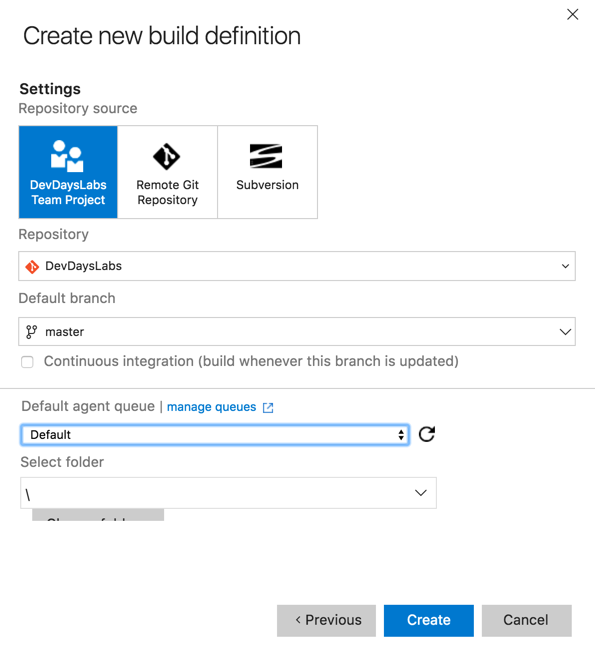 Create new build definition
Settings
Repository source
DevDaysLabs
Team Project
Remote Git
Repository
Subversion
Repository
DevDaysLabs
Default branch
master
Continuous integration (build whenever this branch is updated)
Default agent queue | manage queues
Default
Select folder
\
< Previous
Create
Cancel